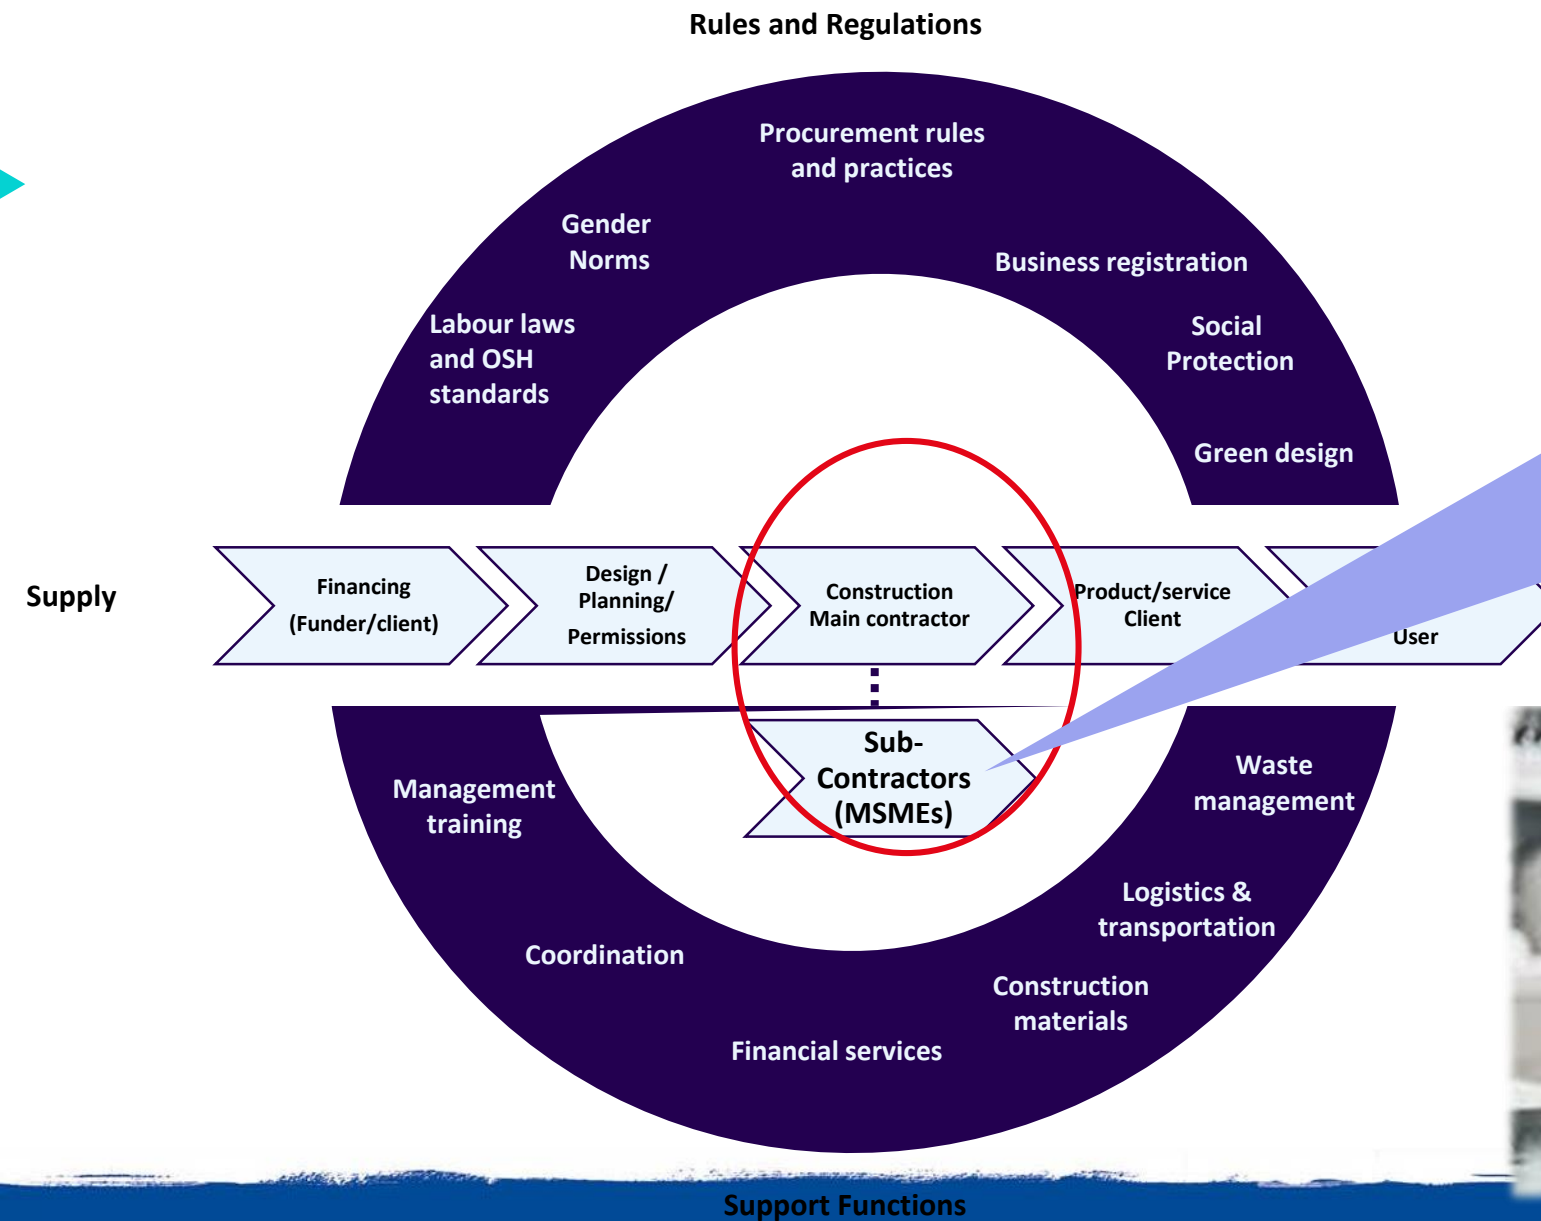 Rules and Regulations
Procurement rules
and practices
Gender
Norms
Business registration
Labour laws
and OSH
standards
Social
Protection
Green design
Supply
Financing
(Funder/client)
Design /
Planning/
Permissions
Construction
Main contractor
Product/service
Client
User
Sub-
Contractors
(MSMEs)
Management
training
Waste
management
Logistics &
transportation
Coordination
Construction
materials
Financial services
Support Functions